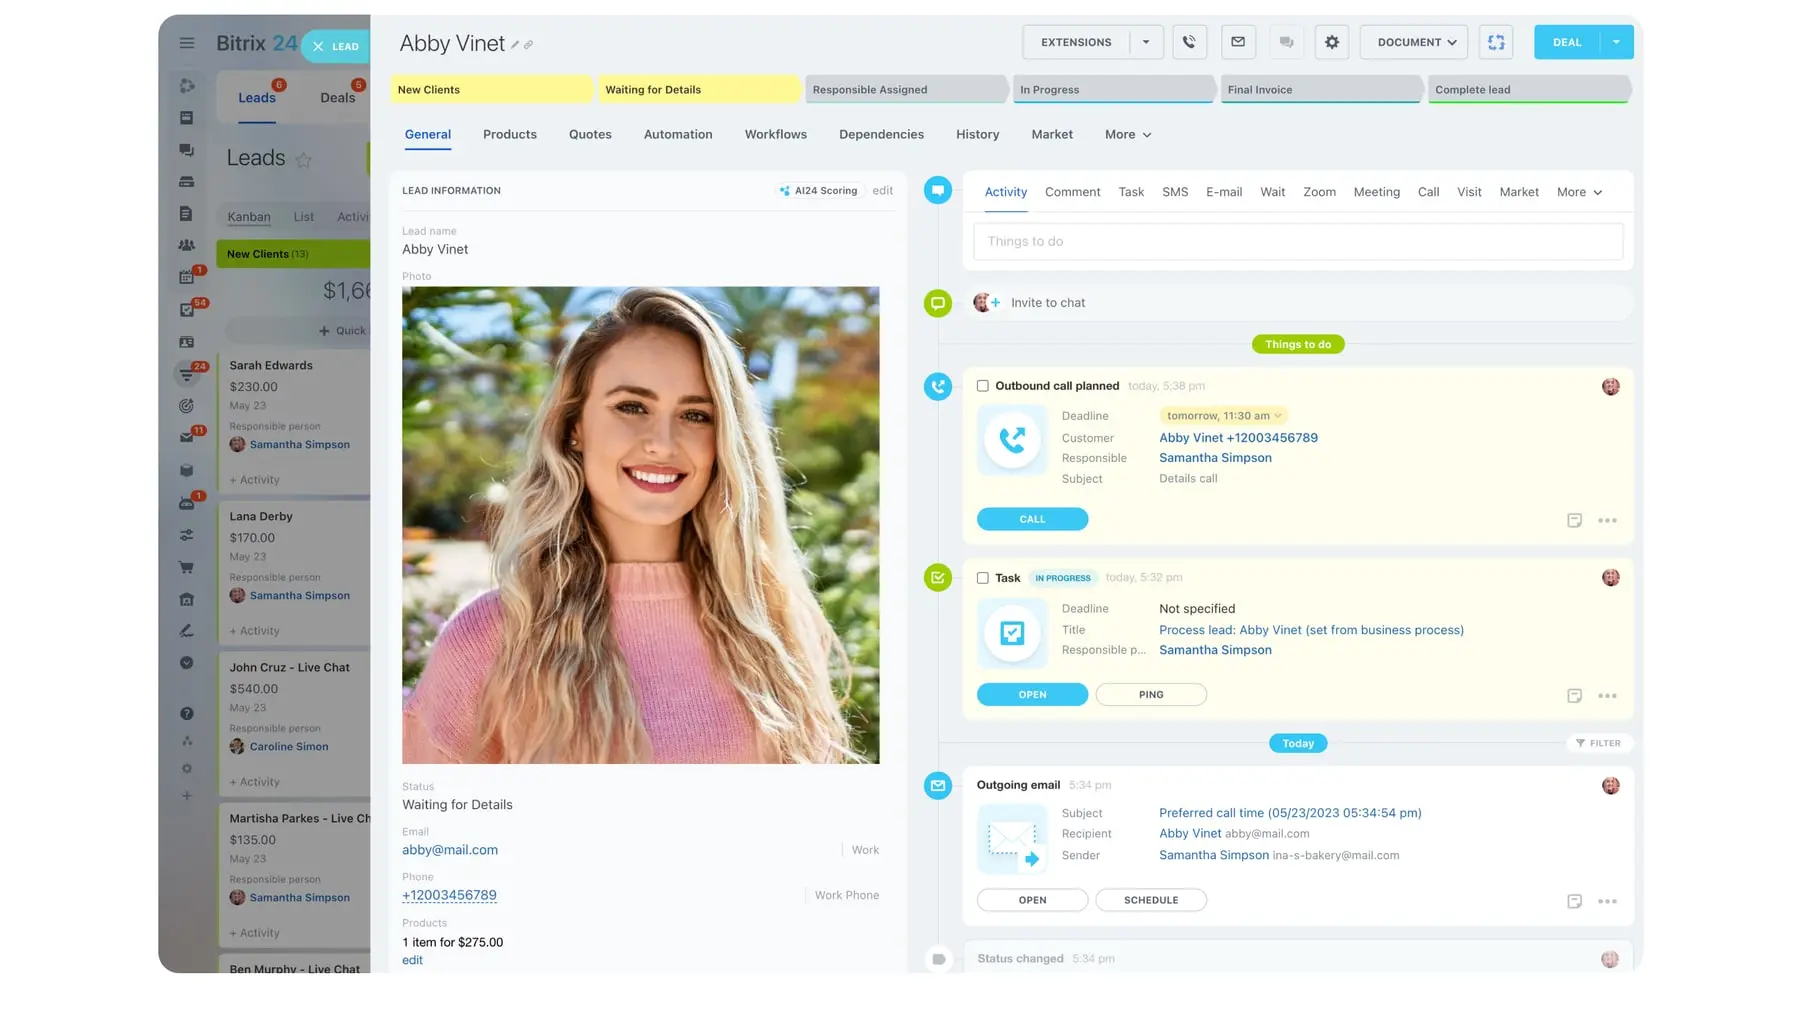 Bitrix 24
LEAD
Leads 6
Deals 5
Leads
Kanban List
New Clients (13)
+ Quick
1
54
24
11
1
Sarah Edwards
$230.00
May 23
Responsible person
Samantha Simpson
+ Activity
Lana Derby
$170.00
May 23
Responsible person
Samantha Simpson
+ Activity
John Cruz - Live Chat
$540.00
May 23
Responsible person
Caroline Simon
+ Activity
Martisha Parkes - Live Ch
$135.00
May 23
Responsible person
Samantha Simpson
+ Activity
Ben Murphy - Live Chat
Abby Vinet
EXTENSIONS
DOCUMENT
DEAL
New Clients
Waiting for Details
Responsible Assigned
In Progress
Final Invoice
Complete lead
General Products Quotes Automation Workflows Dependencies History Market More
LEAD INFORMATION
AI24 Scoring
edit
Lead name
Abby Vinet
Photo
Status
Waiting for Details
Email
abby@mail.com
Work
Phone
+12003456789
Work Phone
Products
1 item for $275.00
edit
Activity Comment Task SMS E-mail Wait Zoom Meeting Call Visit Market More
Things to do
Invite to chat
Things to do
Outbound call planned today, 5:38 pm
Deadline tomorrow, 11:30 am
Customer Abby Vinet +12003456789
Responsible Samantha Simpson
Subject Details call
CALL
Task IN PROGRESS today, 5:32 pm
Deadline Not specified
Title Process lead: Abby Vinet (set from business process)
Responsible p... Samantha Simpson
OPEN PING
Today
FILTER
Outgoing email 5:34 pm
Subject Preferred call time (05/23/2023 05:34:54 pm)
Recipient Abby Vinet abby@mail.com
Sender Samantha Simpson ina-s-bakery@mail.com
OPEN SCHEDULE
Status changed 5:34 pm